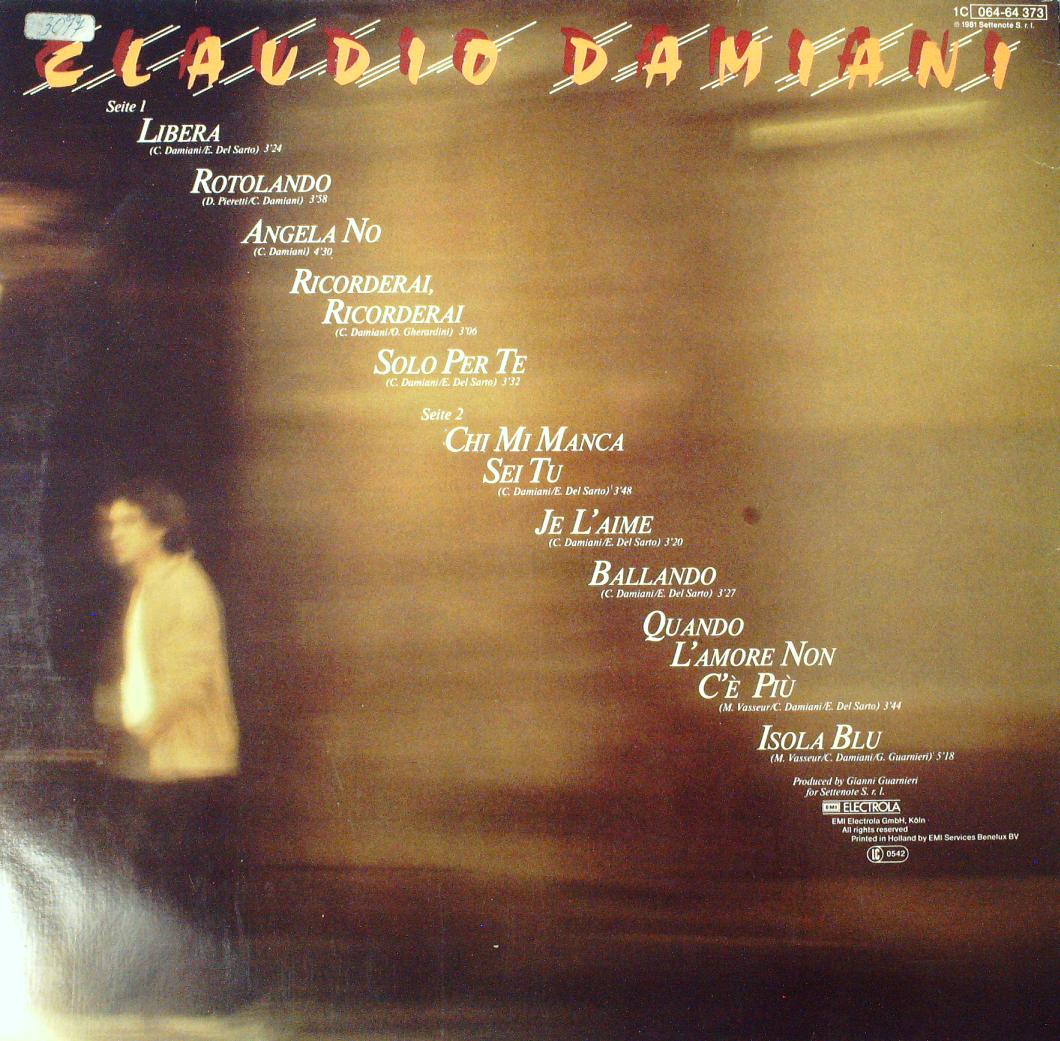 3097
1C 064-64 373
℗ 1981 Settenote S. r. l.
CLAUDIO DAMIANI
Seite 1
LIBERA
(C. Damiani/E. Del Sarto) 3'24
ROTOLANDO
(D. Pieretti/C. Damiani) 3'58
ANGELA NO
(C. Damiani) 4'30
RICORDERAI,
RICORDERAI
(C. Damiani/O. Gherardini) 3'06
SOLO PER TE
(C. Damiani/E. Del Sarto) 3'32
Seite 2
CHI MI MANCA
SEI TU
(C. Damiani/E. Del Sarto) 3'48
JE L'AIME
(C. Damiani/E. Del Sarto) 3'20
BALLANDO
(C. Damiani/E. Del Sarto) 3'27
QUANDO
L'AMORE NON
C'È PIÙ
(M. Vasseur/C. Damiani/E. Del Sarto) 3'44
ISOLA BLU
(M. Vasseur/C. Damiani/G. Guarnieri) 5'18
Produced by Gianni Guarnieri
for Settenote S. r. l.
EMI ELECTROLA
EMI Electrola GmbH, Köln
All rights reserved
Printed in Holland by EMI Services Benelux BV
LC 0542